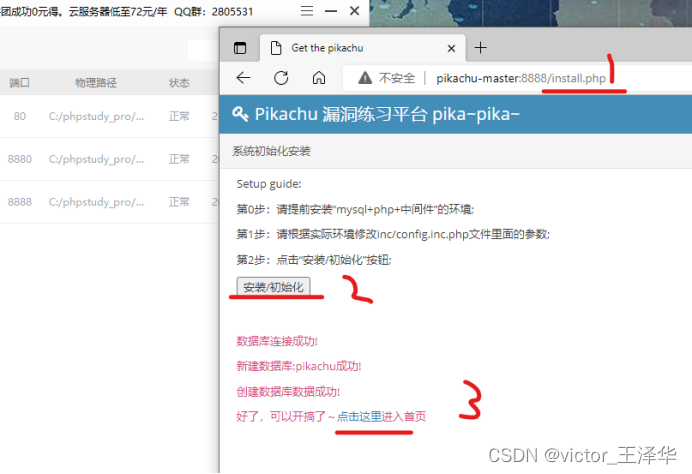 团成功0元得。云服务器低至72元/年 QQ群：2805531
Get the pikachu
不安全 pikachu-master:8888/install.php
1
端口 物理路径 状态
Pikachu 漏洞练习平台 pika~pika~
80 C:/phpstudy_pro/... 正常 2
系统初始化安装
8880 C:/phpstudy_pro/... 正常 20
Setup guide:
8888 C:/phpstudy_pro/... 正常 20
第0步：请提前安装“mysql+php+中间件”的环境;
第1步：请根据实际环境修改inc/config.inc.php文件里面的参数;
第2步：点击“安装/初始化”按钮;
安装/初始化
2
数据库连接成功!
新建数据库:pikachu成功!
创建数据库数据成功!
好了，可以开搞了~点击这里进入首页
3
CSDN @victor_王泽华